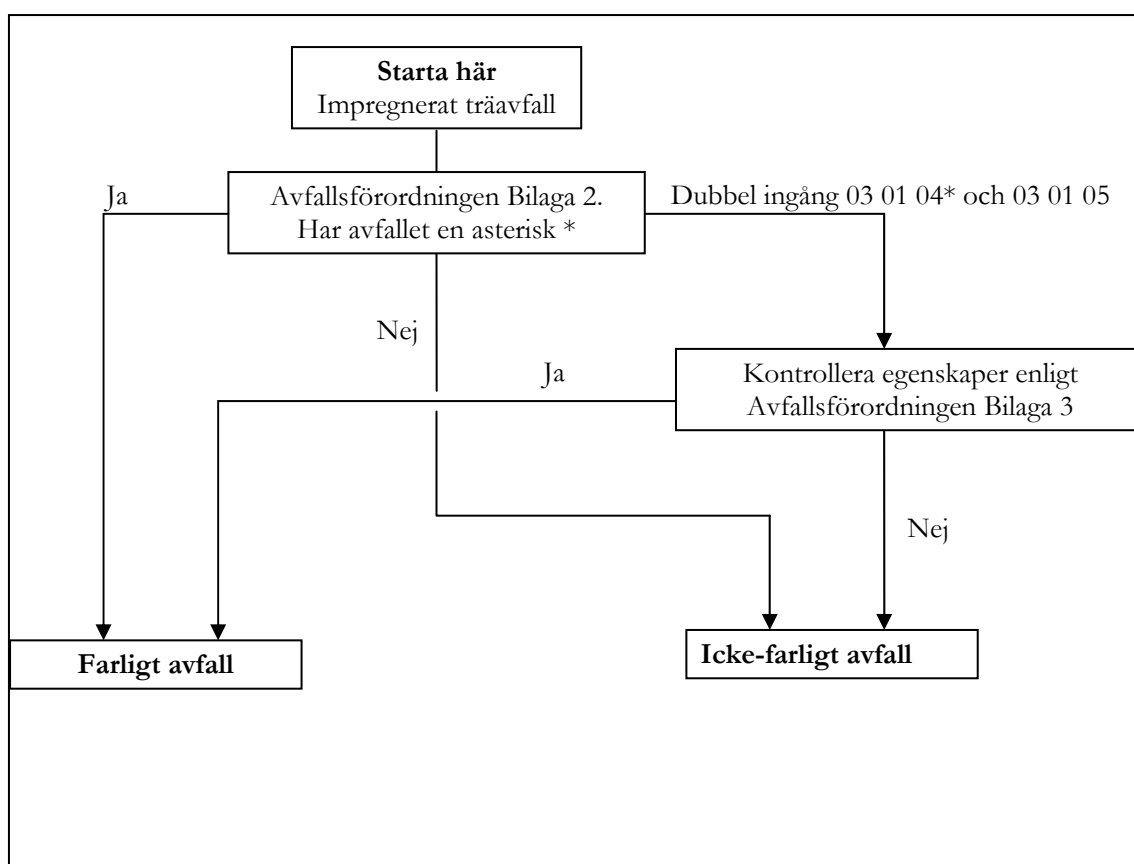 Starta här
Impregnerat träavfall
Ja
Avfallsförordningen Bilaga 2.
Har avfallet en asterisk *
Dubbel ingång 03 01 04* och 03 01 05
Nej
Ja
Kontrollera egenskaper enligt
Avfallsförordningen Bilaga 3
Nej
Farligt avfall
Icke-farligt avfall